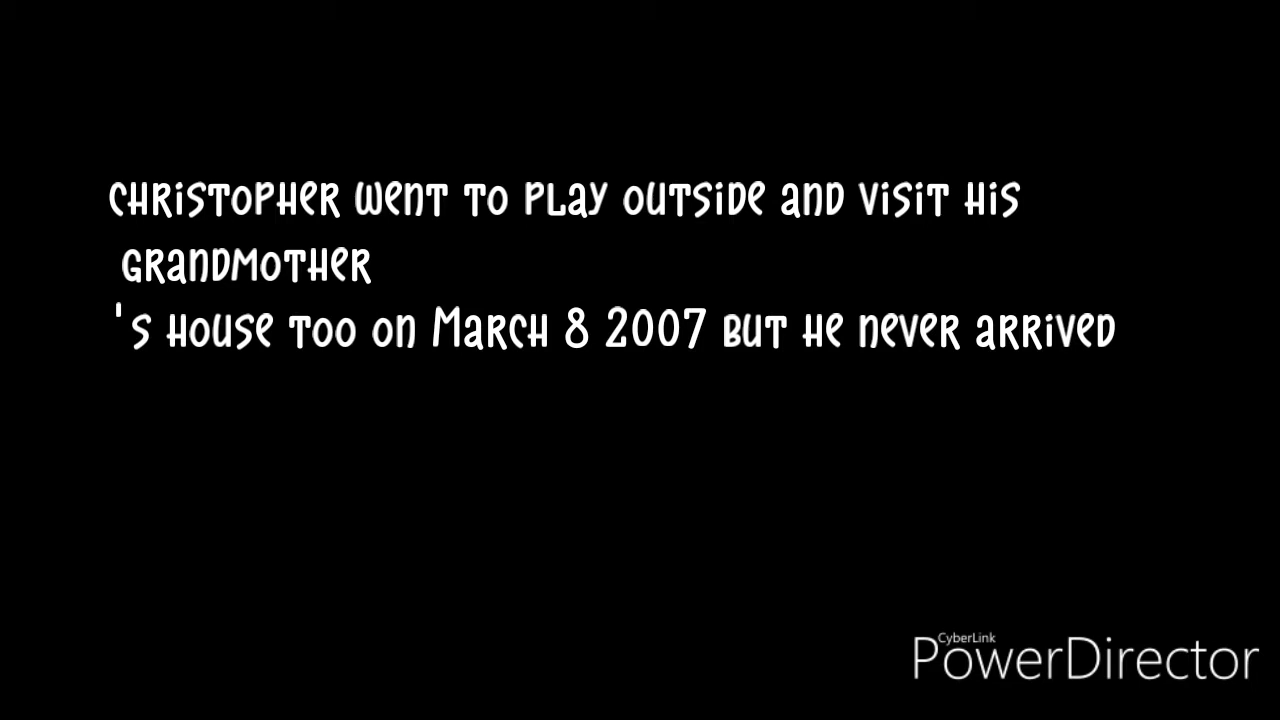 Christopher went to play outside and visit his
grandmother
's house too on March 8 2007 but he never arrived
CyberLink
PowerDirector